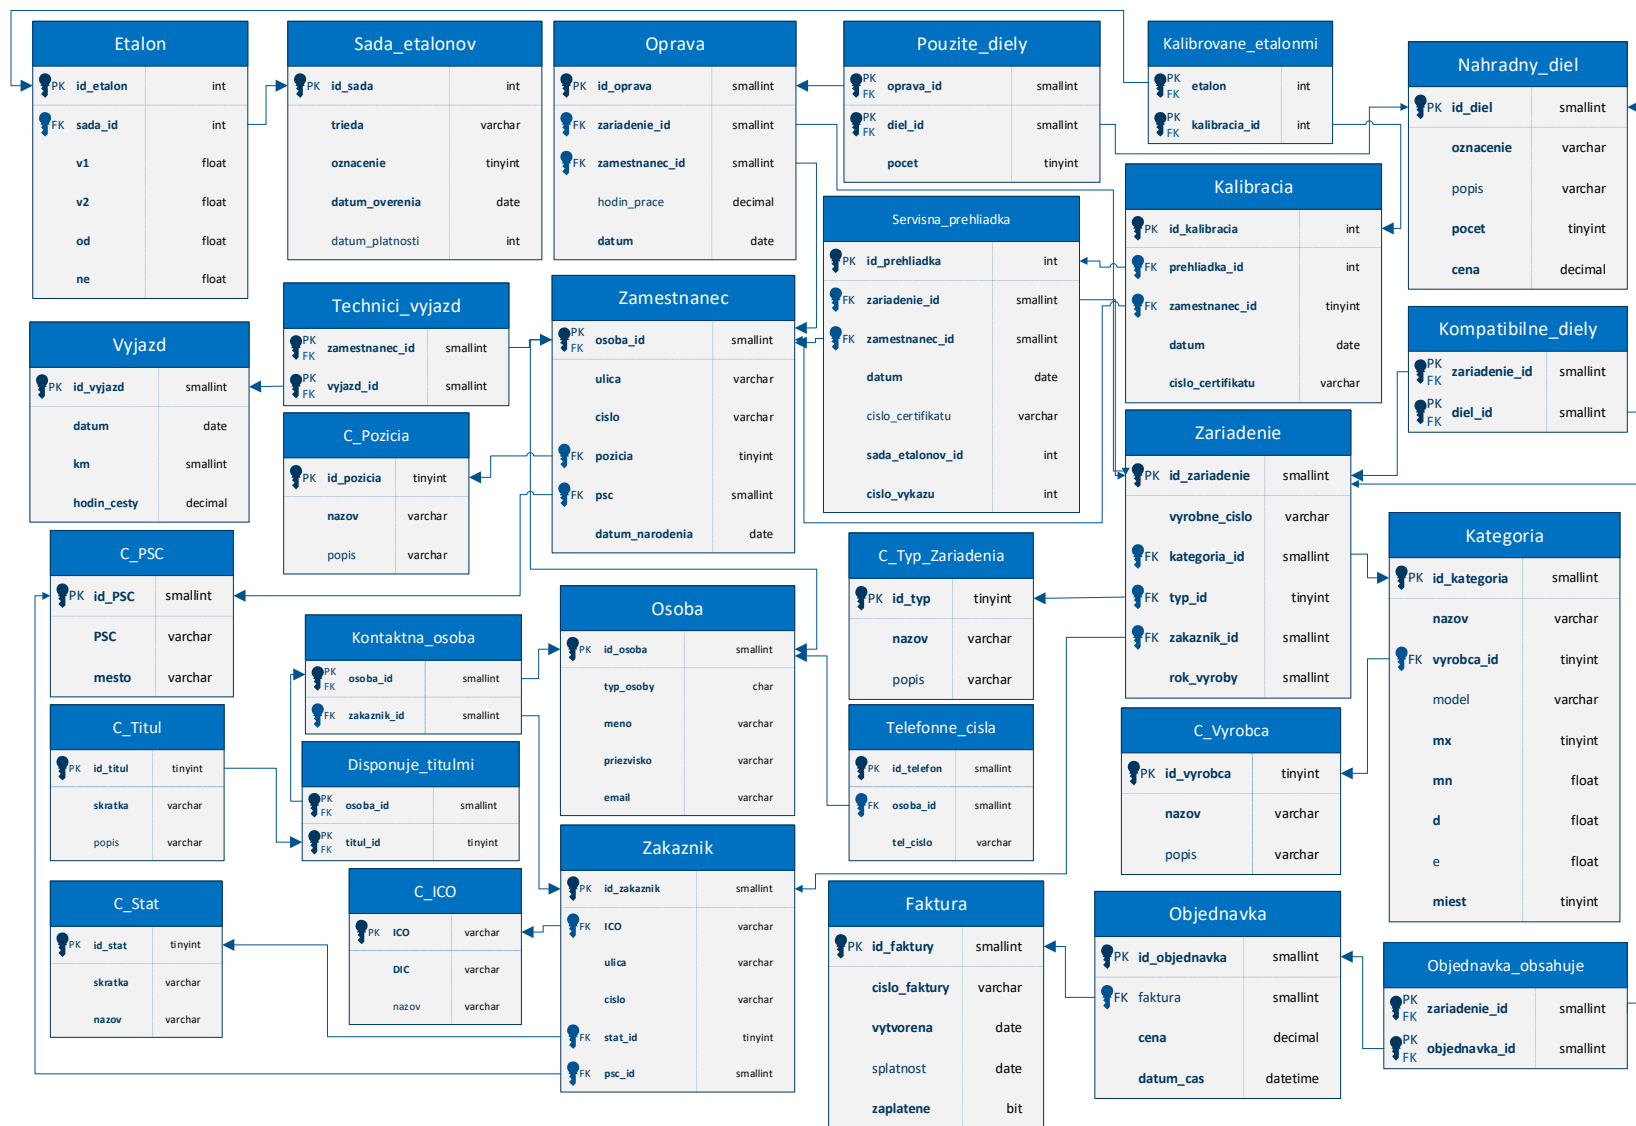 Etalon
PK id_etalon int
FK sada_id int
v1 float
v2 float
od float
ne float
Sada_etalonov
PK id_sada int
trieda varchar
oznacenie tinyint
datum_overenia date
datum_platnosti int
Oprava
PK id_oprava smallint
FK zariadenie_id smallint
FK zamestnanec_id smallint
hodin_prace decimal
datum date
Pouzite_diely
PK FK oprava_id smallint
PK FK diel_id smallint
pocet tinyint
Kalibrovane_etalonmi
PK FK etalon int
PK FK kalibracia_id int
Nahradny_diel
PK id_diel smallint
oznacenie varchar
popis varchar
pocet tinyint
cena decimal
Technici_vyjazd
PK FK zamestnanec_id smallint
PK FK vyjazd_id smallint
Vyjazd
PK id_vyjazd smallint
datum date
km smallint
hodin_cesty decimal
Zamestnanec
PK FK osoba_id smallint
ulica varchar
cislo varchar
FK pozicia tinyint
FK psc smallint
datum_narodenia date
Servisna_prehliadka
PK id_prehliadka int
FK zariadenie_id smallint
FK zamestnanec_id smallint
datum date
cislo_certifikatu varchar
sada_etalonov_id int
cislo_vykazu int
Kalibracia
PK id_kalibracia int
FK prehliadka_id int
FK zamestnanec_id tinyint
datum date
cislo_certifikatu varchar
Kompatibilne_diely
PK FK zariadenie_id smallint
PK FK diel_id smallint
C_Pozicia
PK id_pozicia tinyint
nazov varchar
popis varchar
Zariadenie
PK id_zariadenie smallint
vyrobne_cislo varchar
FK kategoria_id smallint
FK typ_id tinyint
FK zakaznik_id smallint
rok_vyroby smallint
C_PSC
PK id_PSC smallint
PSC varchar
mesto varchar
Kontaktna_osoba
PK FK osoba_id smallint
FK zakaznik_id smallint
Osoba
PK id_osoba smallint
typ_osoby char
meno varchar
priezvisko varchar
email varchar
C_Typ_Zariadenia
PK id_typ tinyint
nazov varchar
popis varchar
Kategoria
PK id_kategoria smallint
nazov varchar
FK vyrobca_id tinyint
model varchar
mx tinyint
mn float
d float
e float
miest tinyint
C_Titul
PK id_titul tinyint
skratka varchar
popis varchar
Disponuje_titulmi
PK FK osoba_id smallint
PK FK titul_id tinyint
Telefonne_cisla
PK id_telefon smallint
FK osoba_id smallint
tel_cislo varchar
C_Vyrobca
PK id_vyrobca tinyint
nazov varchar
popis varchar
C_Stat
PK id_stat tinyint
skratka varchar
nazov varchar
C_ICO
PK ICO varchar
DIC varchar
nazov varchar
Zakaznik
PK id_zakaznik smallint
FK ICO varchar
ulica varchar
cislo varchar
FK stat_id tinyint
FK psc_id smallint
Faktura
PK id_faktury smallint
cislo_faktury varchar
vytvorena date
splatnost date
zaplatene bit
Objednavka
PK id_objednavka smallint
FK faktura smallint
cena decimal
datum_cas datetime
Objednavka_obsahuje
PK FK zariadenie_id smallint
PK FK objednavka_id smallint